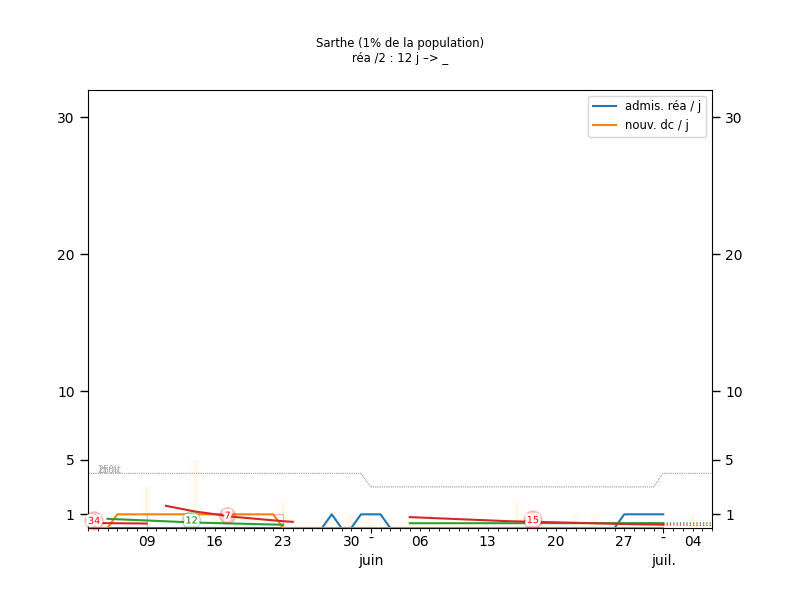 Sarthe (1% de la population)
réa /2 : 12 j –> _
admis. réa / j
nouv. dc / j
30 30
20 20
10 10
5 5
1 1
34 12 7 15
09 16 23 30 - 06 13 20 27 - 04
juin juil.